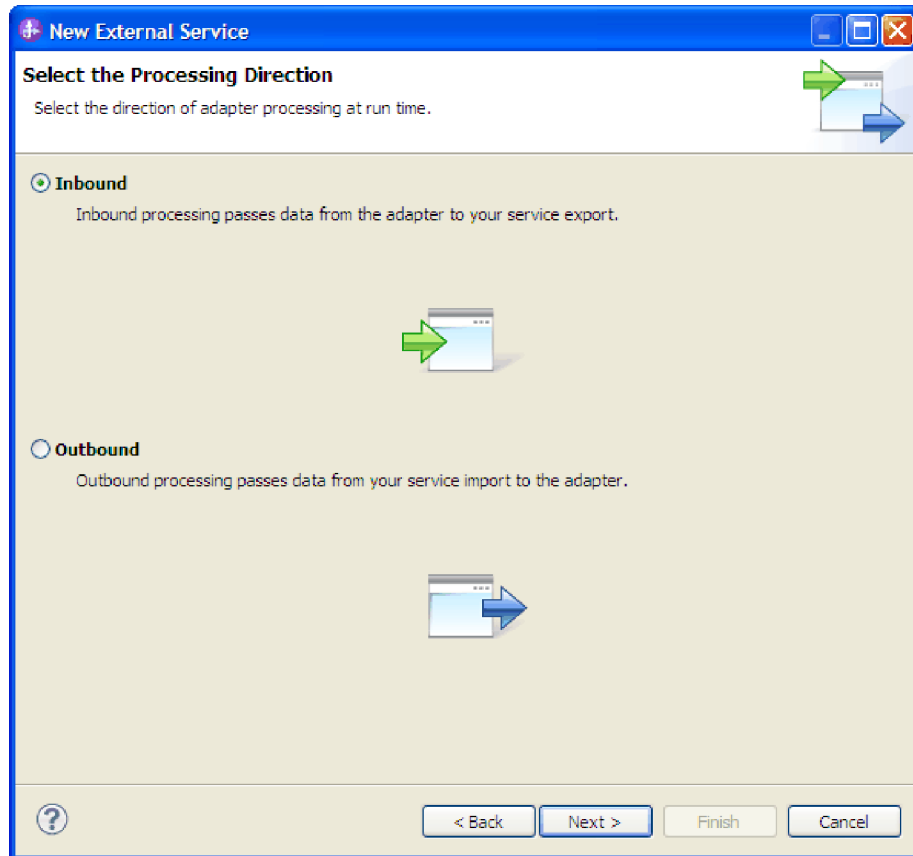 New External Service
Select the Processing Direction
Select the direction of adapter processing at run time.
Inbound
Inbound processing passes data from the adapter to your service export.
Outbound
Outbound processing passes data from your service import to the adapter.
?
< Back
Next >
Finish
Cancel